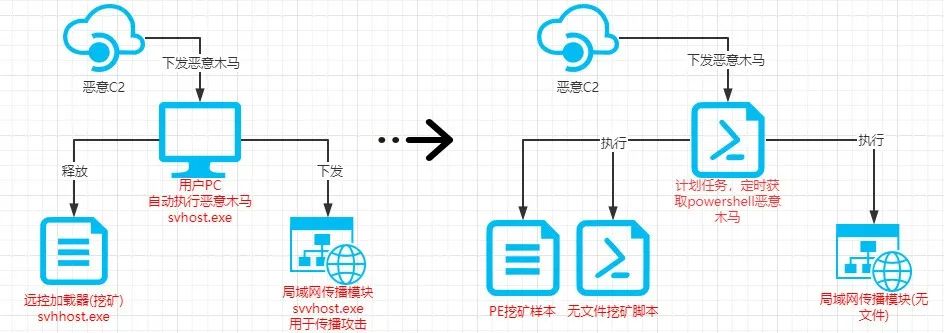 下发恶意木马
恶意C2
释放
用户PC
自动执行恶意木马
svhost.exe
下发
远控加载器(挖矿)
svhhost.exe
局域网传播模块
svvhost.exe
用于传播攻击
下发恶意木马
恶意C2
执行
执行
计划任务，定时获
取powershell恶意
木马
PE挖矿样本
无文件挖矿脚本
局域网传播模块(无
文件)